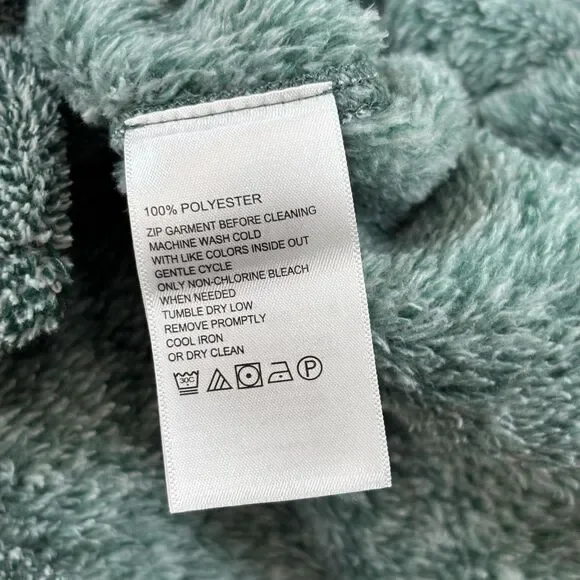 100% POLYESTER
ZIP GARMENT BEFORE CLEANING
MACHINE WASH COLD
WITH LIKE COLORS INSIDE OUT
GENTLE CYCLE
ONLY NON-CHLORINE BLEACH
WHEN NEEDED
TUMBLE DRY LOW
REMOVE PROMPTLY
COOL IRON
OR DRY CLEAN
30C P